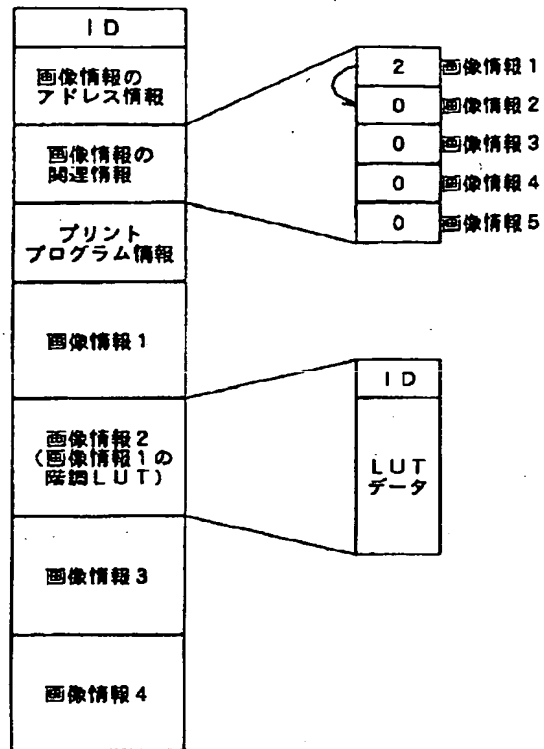 ID
画像情報の
アドレス情報
画像情報の
関連情報
プリント
プログラム情報
画像情報1
画像情報2
(画像情報1の
階調LUT)
画像情報3
画像情報4
2 画像情報1
0 画像情報2
0 画像情報3
0 画像情報4
0 画像情報5
ID
LUT
データ